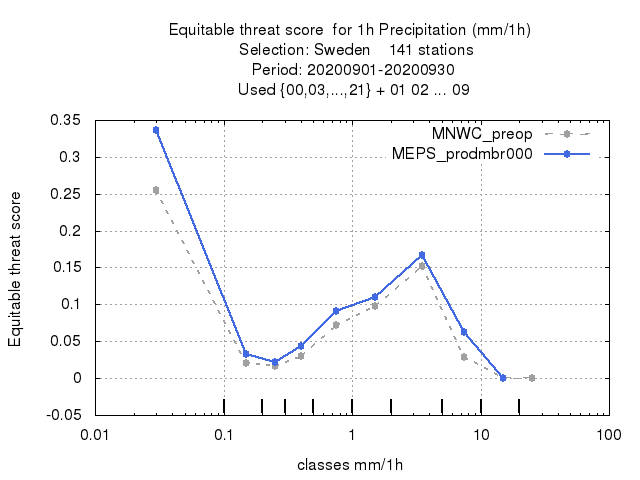 Equitable threat score  for 1h Precipitation (mm/1h)
Selection: Sweden    141 stations
Period: 20200901-20200930
Used {00,03,...,21} + 01 02 ... 09
MNWC_preop
MEPS_prodmbr000
Equitable threat score
0.35
0.3
0.25
0.2
0.15
0.1
0.05
0
-0.05
0.01 0.1 1 10 100
classes mm/1h